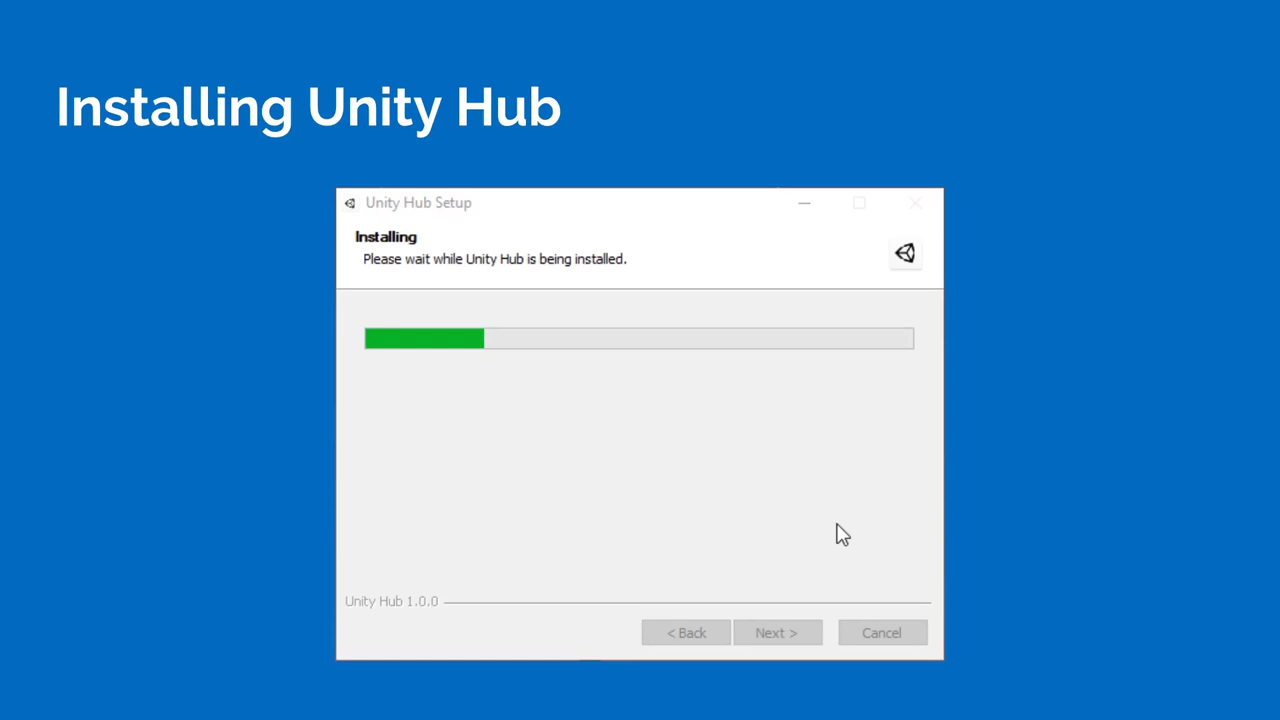 Installing Unity Hub
Unity Hub Setup
Installing
Please wait while Unity Hub is being installed.
Unity Hub 1.0.0
< Back Next > Cancel